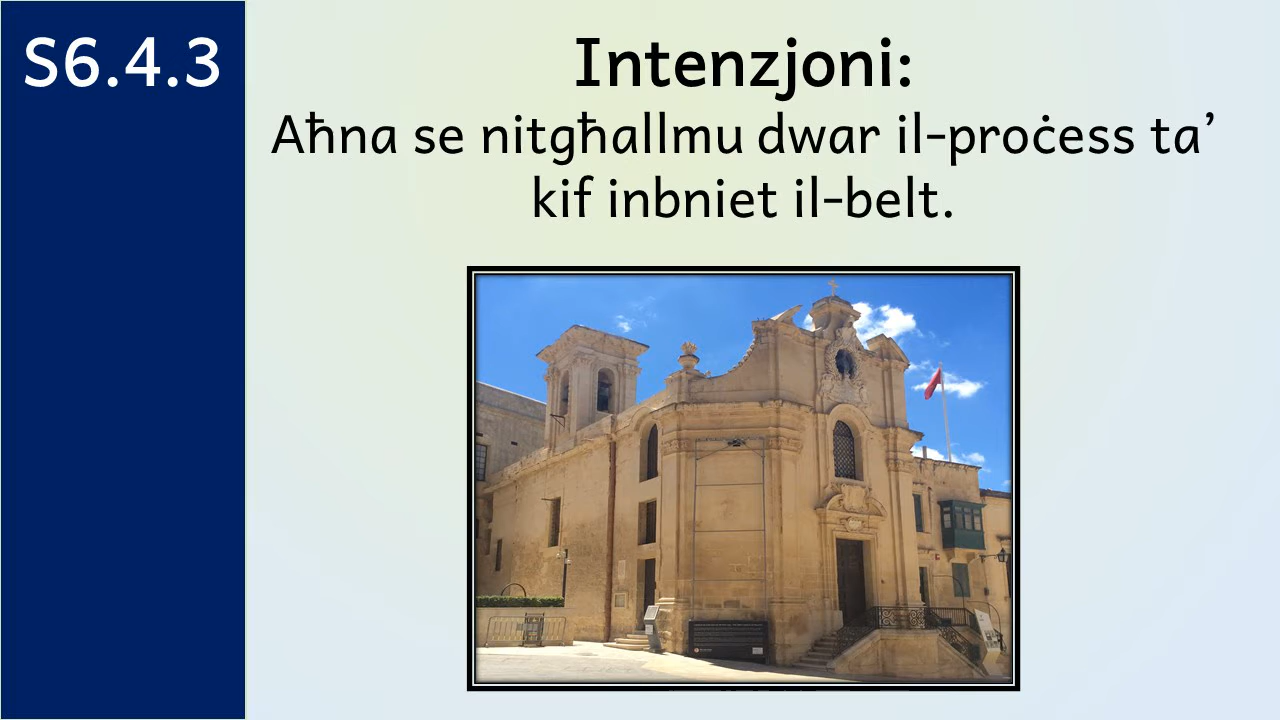 S6.4.3
Intenzjoni:
Aħna se nitgħallmu dwar il-proċess ta’
kif inbniet il-belt.